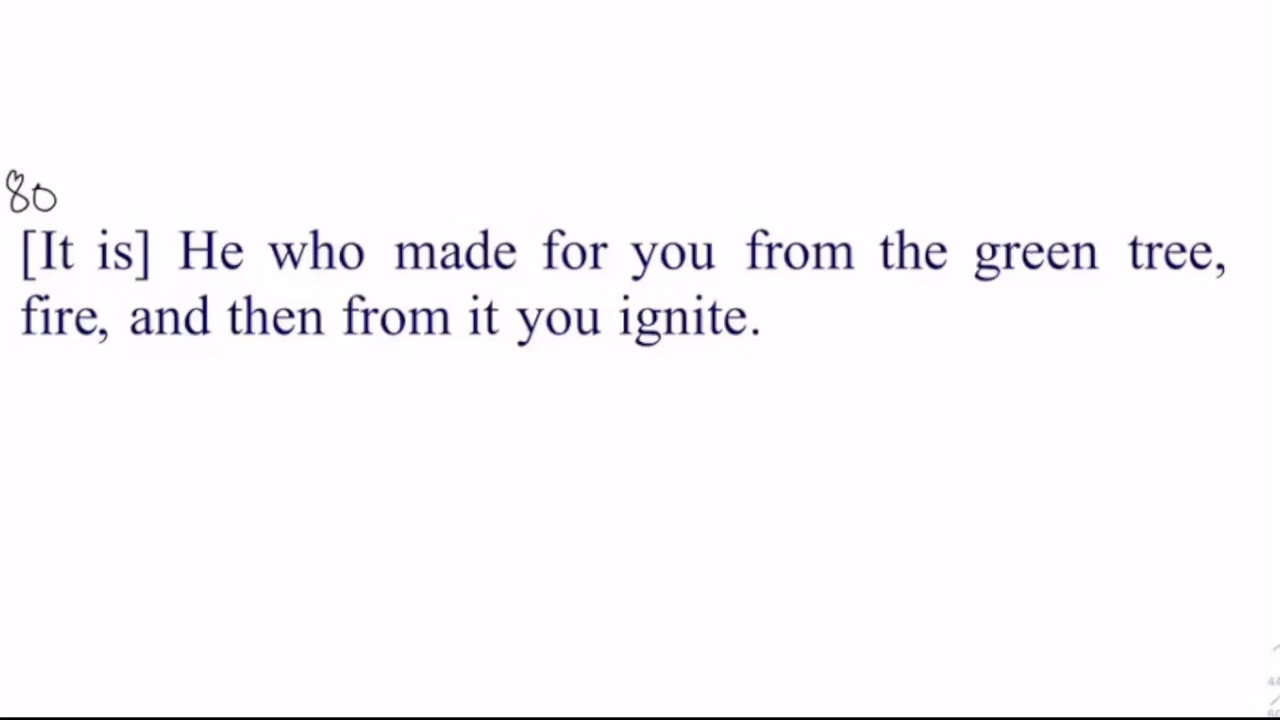 80
[It is] He who made for you from the green tree,
fire, and then from it you ignite.